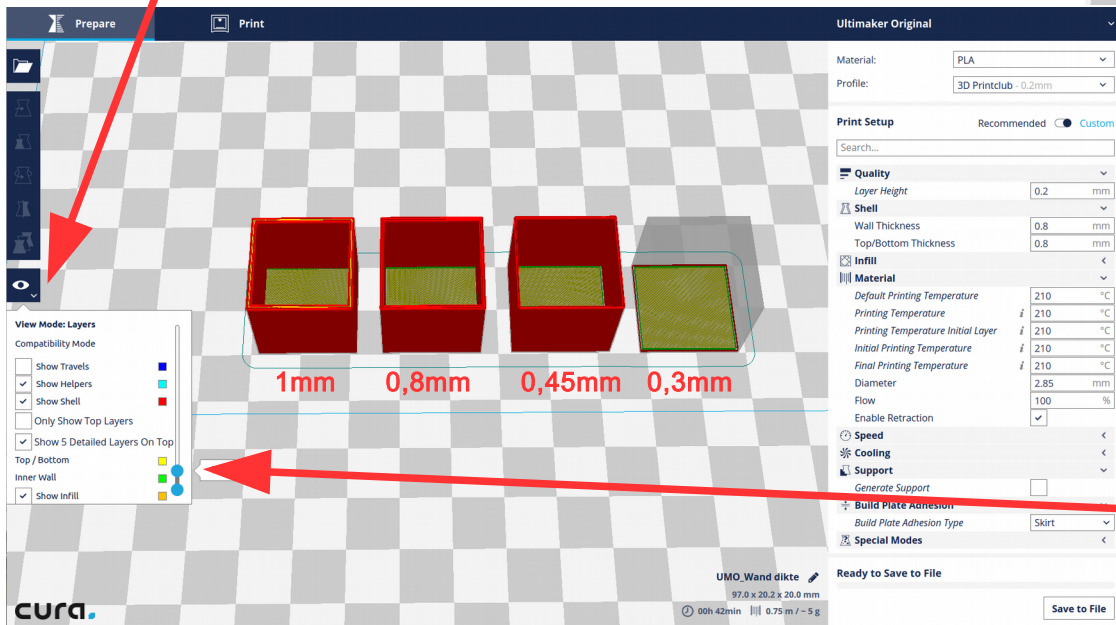 Prepare
Print
Ultimaker Original
Material:
PLA
Profile:
3D Printclub - 0.2mm
Print Setup
Recommended
Custom
Search...
Quality
Layer Height
0.2 mm
Shell
Wall Thickness
0.8 mm
Top/Bottom Thickness
0.8 mm
Infill
Material
Default Printing Temperature
210 °C
Printing Temperature
i 210 °C
Printing Temperature Initial Layer
i 210 °C
Initial Printing Temperature
i 210 °C
Final Printing Temperature
i 210 °C
Diameter
2.85 mm
Flow
100 %
Enable Retraction
Speed
Cooling
Support
Generate Support
Build Plate Adhesion
Build Plate Adhesion Type
Skirt
Special Modes
Ready to Save to File
Save to File
View Mode: Layers
Compatibility Mode
Show Travels
Show Helpers
Show Shell
Only Show Top Layers
Show 5 Detailed Layers On Top
Top / Bottom
Inner Wall
Show Infill
1mm 0,8mm 0,45mm 0,3mm
UMO_Wand dikte
97.0 x 20.2 x 20.0 mm
00h 42min 0.75 m / ~ 5 g
cura.